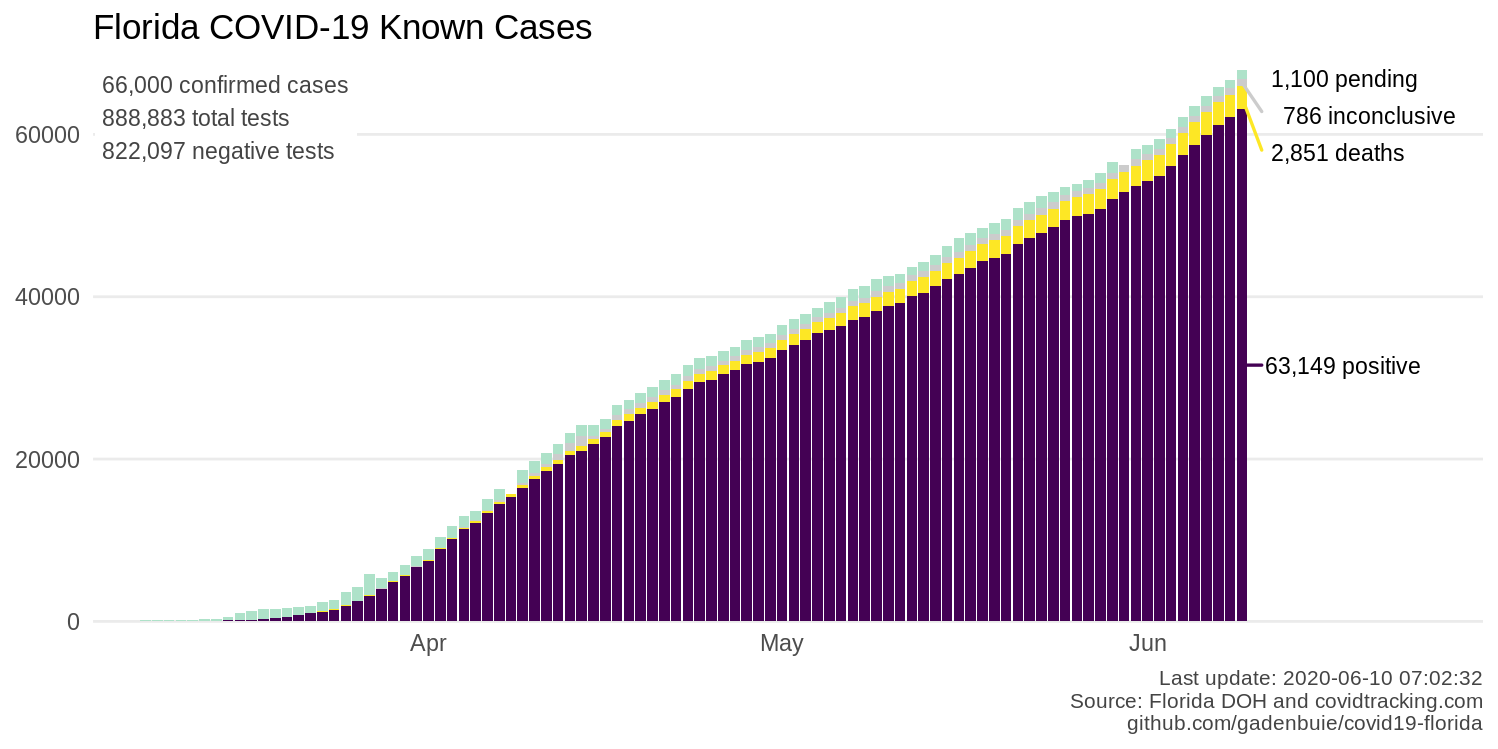 Florida COVID-19 Known Cases
66,000 confirmed cases
888,883 total tests
822,097 negative tests
1,100 pending
786 inconclusive
2,851 deaths
63,149 positive
60000
40000
20000
0
Apr
May
Jun
Last update: 2020-06-10 07:02:32
Source: Florida DOH and covidtracking.com
github.com/gadenbuie/covid19-florida